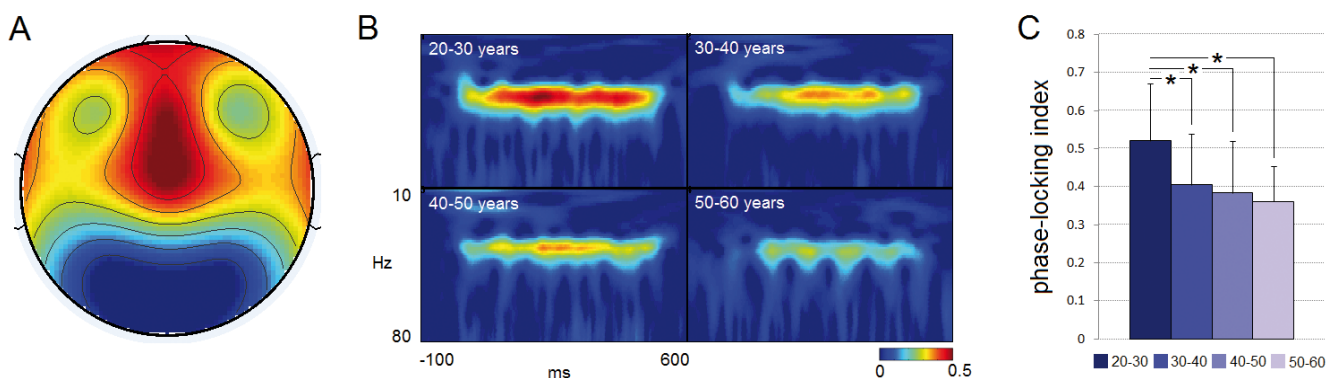 A
B
20-30 years
30-40 years
10
40-50 years
50-60 years
Hz
80
-100
600
ms
0
0.5
C
phase-locking index
0.8
0.7
0.6
0.5
0.4
0.3
0.2
0.1
0
*
*
*
20-30
30-40
40-50
50-60